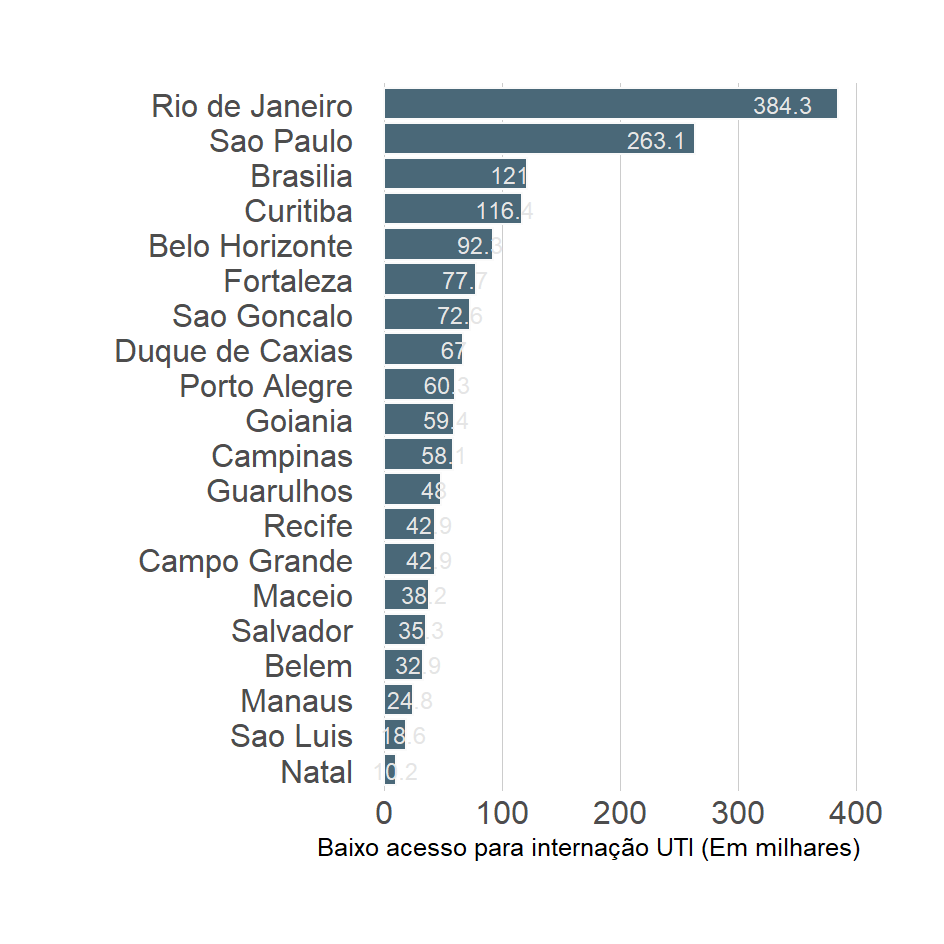 Rio de Janeiro 384.3
Sao Paulo 263.1
Brasilia 121
Curitiba 116.4
Belo Horizonte 92.3
Fortaleza 77.7
Sao Goncalo 72.6
Duque de Caxias 67
Porto Alegre 60.3
Goiania 59.4
Campinas 58.1
Guarulhos 48
Recife 42.9
Campo Grande 42.9
Maceio 38.2
Salvador 35.3
Belem 32.9
Manaus 24.8
Sao Luis 18.6
Natal 10.2
0 100 200 300 400
Baixo acesso para internação UTI (Em milhares)